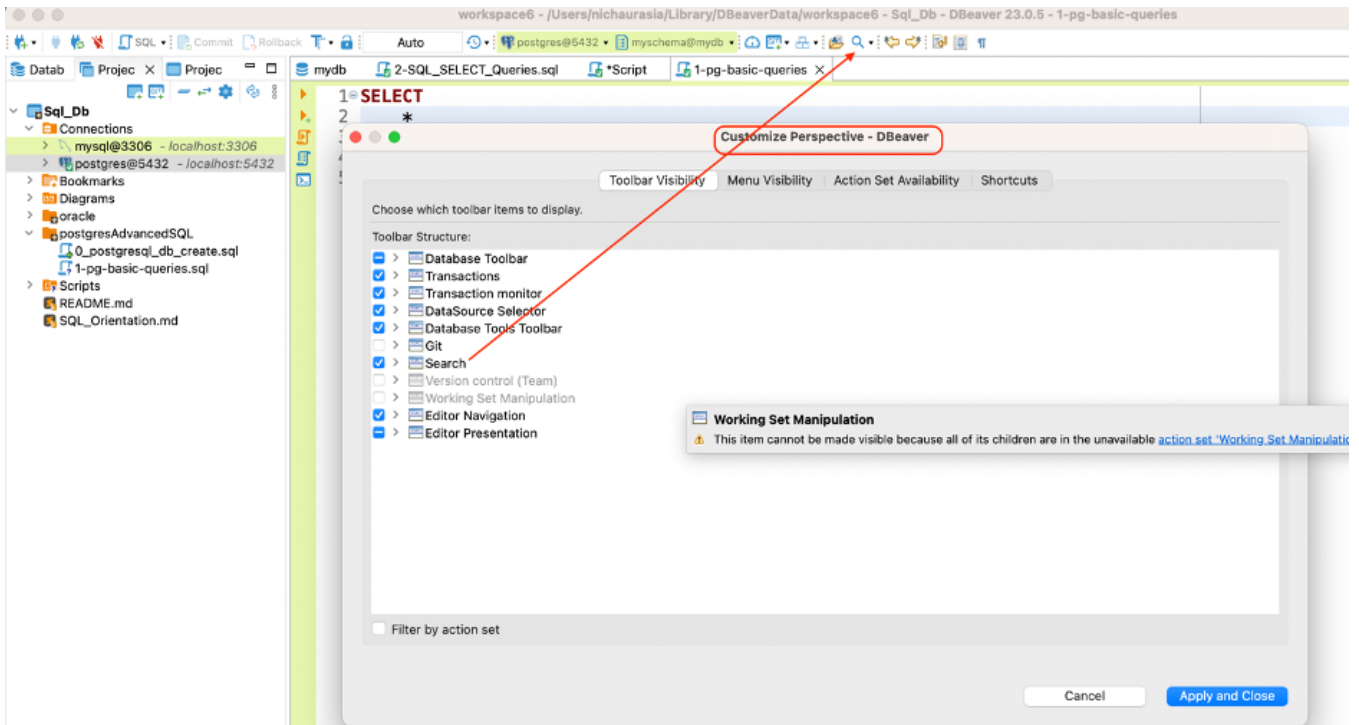 workspace6 - /Users/nichaurasia/Library/DBeaverData/workspace6 - Sql_Db - DBeaver 23.0.5 - 1-pg-basic-queries
SQL Commit Rollback T Auto postgres@5432 myschema@mydb
Datab Projec Projec mydb 2-SQL_SELECT_Queries.sql *Script 1-pg-basic-queries
Sql_Db
Connections
mysql@3306 - localhost:3306
postgres@5432 - localhost:5432
Bookmarks
Diagrams
oracle
postgresAdvancedSQL
0_postgresql_db_create.sql
1-pg-basic-queries.sql
Scripts
README.md
SQL_Orientation.md
1 SELECT
2 *
Customize Perspective - DBeaver
Toolbar Visibility Menu Visibility Action Set Availability Shortcuts
Choose which toolbar items to display.
Toolbar Structure:
Database Toolbar
Transactions
Transaction monitor
DataSource Selector
Database Tools Toolbar
Git
Search
Version control (Team)
Working Set Manipulation
Editor Navigation
Editor Presentation
Working Set Manipulation
This item cannot be made visible because all of its children are in the unavailable action set 'Working Set Manipulatio
Filter by action set
Cancel Apply and Close